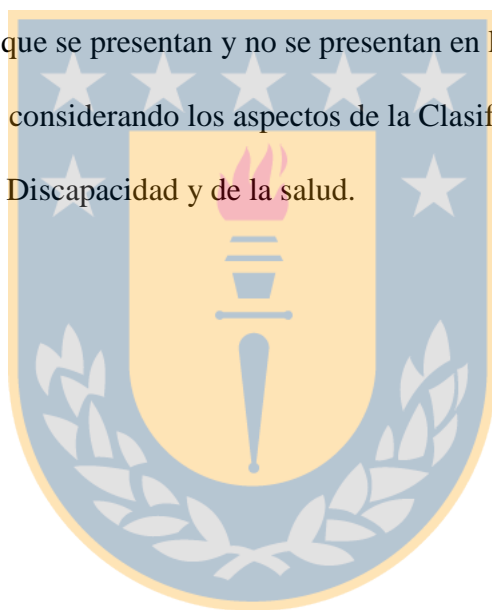 que se presentan y no se presentan en
considerando los aspectos de la Clasif
Discapacidad y de la salud.